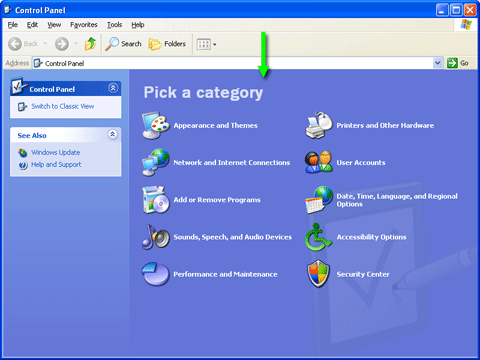 Control Panel
File Edit View Favorites Tools Help
Back Search Folders
Address Control Panel Go
Control Panel
Switch to Classic View
See Also
Windows Update
Help and Support
Pick a category
Appearance and Themes
Printers and Other Hardware
Network and Internet Connections
User Accounts
Add or Remove Programs
Date, Time, Language, and Regional
Options
Sounds, Speech, and Audio Devices
Accessibility Options
Performance and Maintenance
Security Center